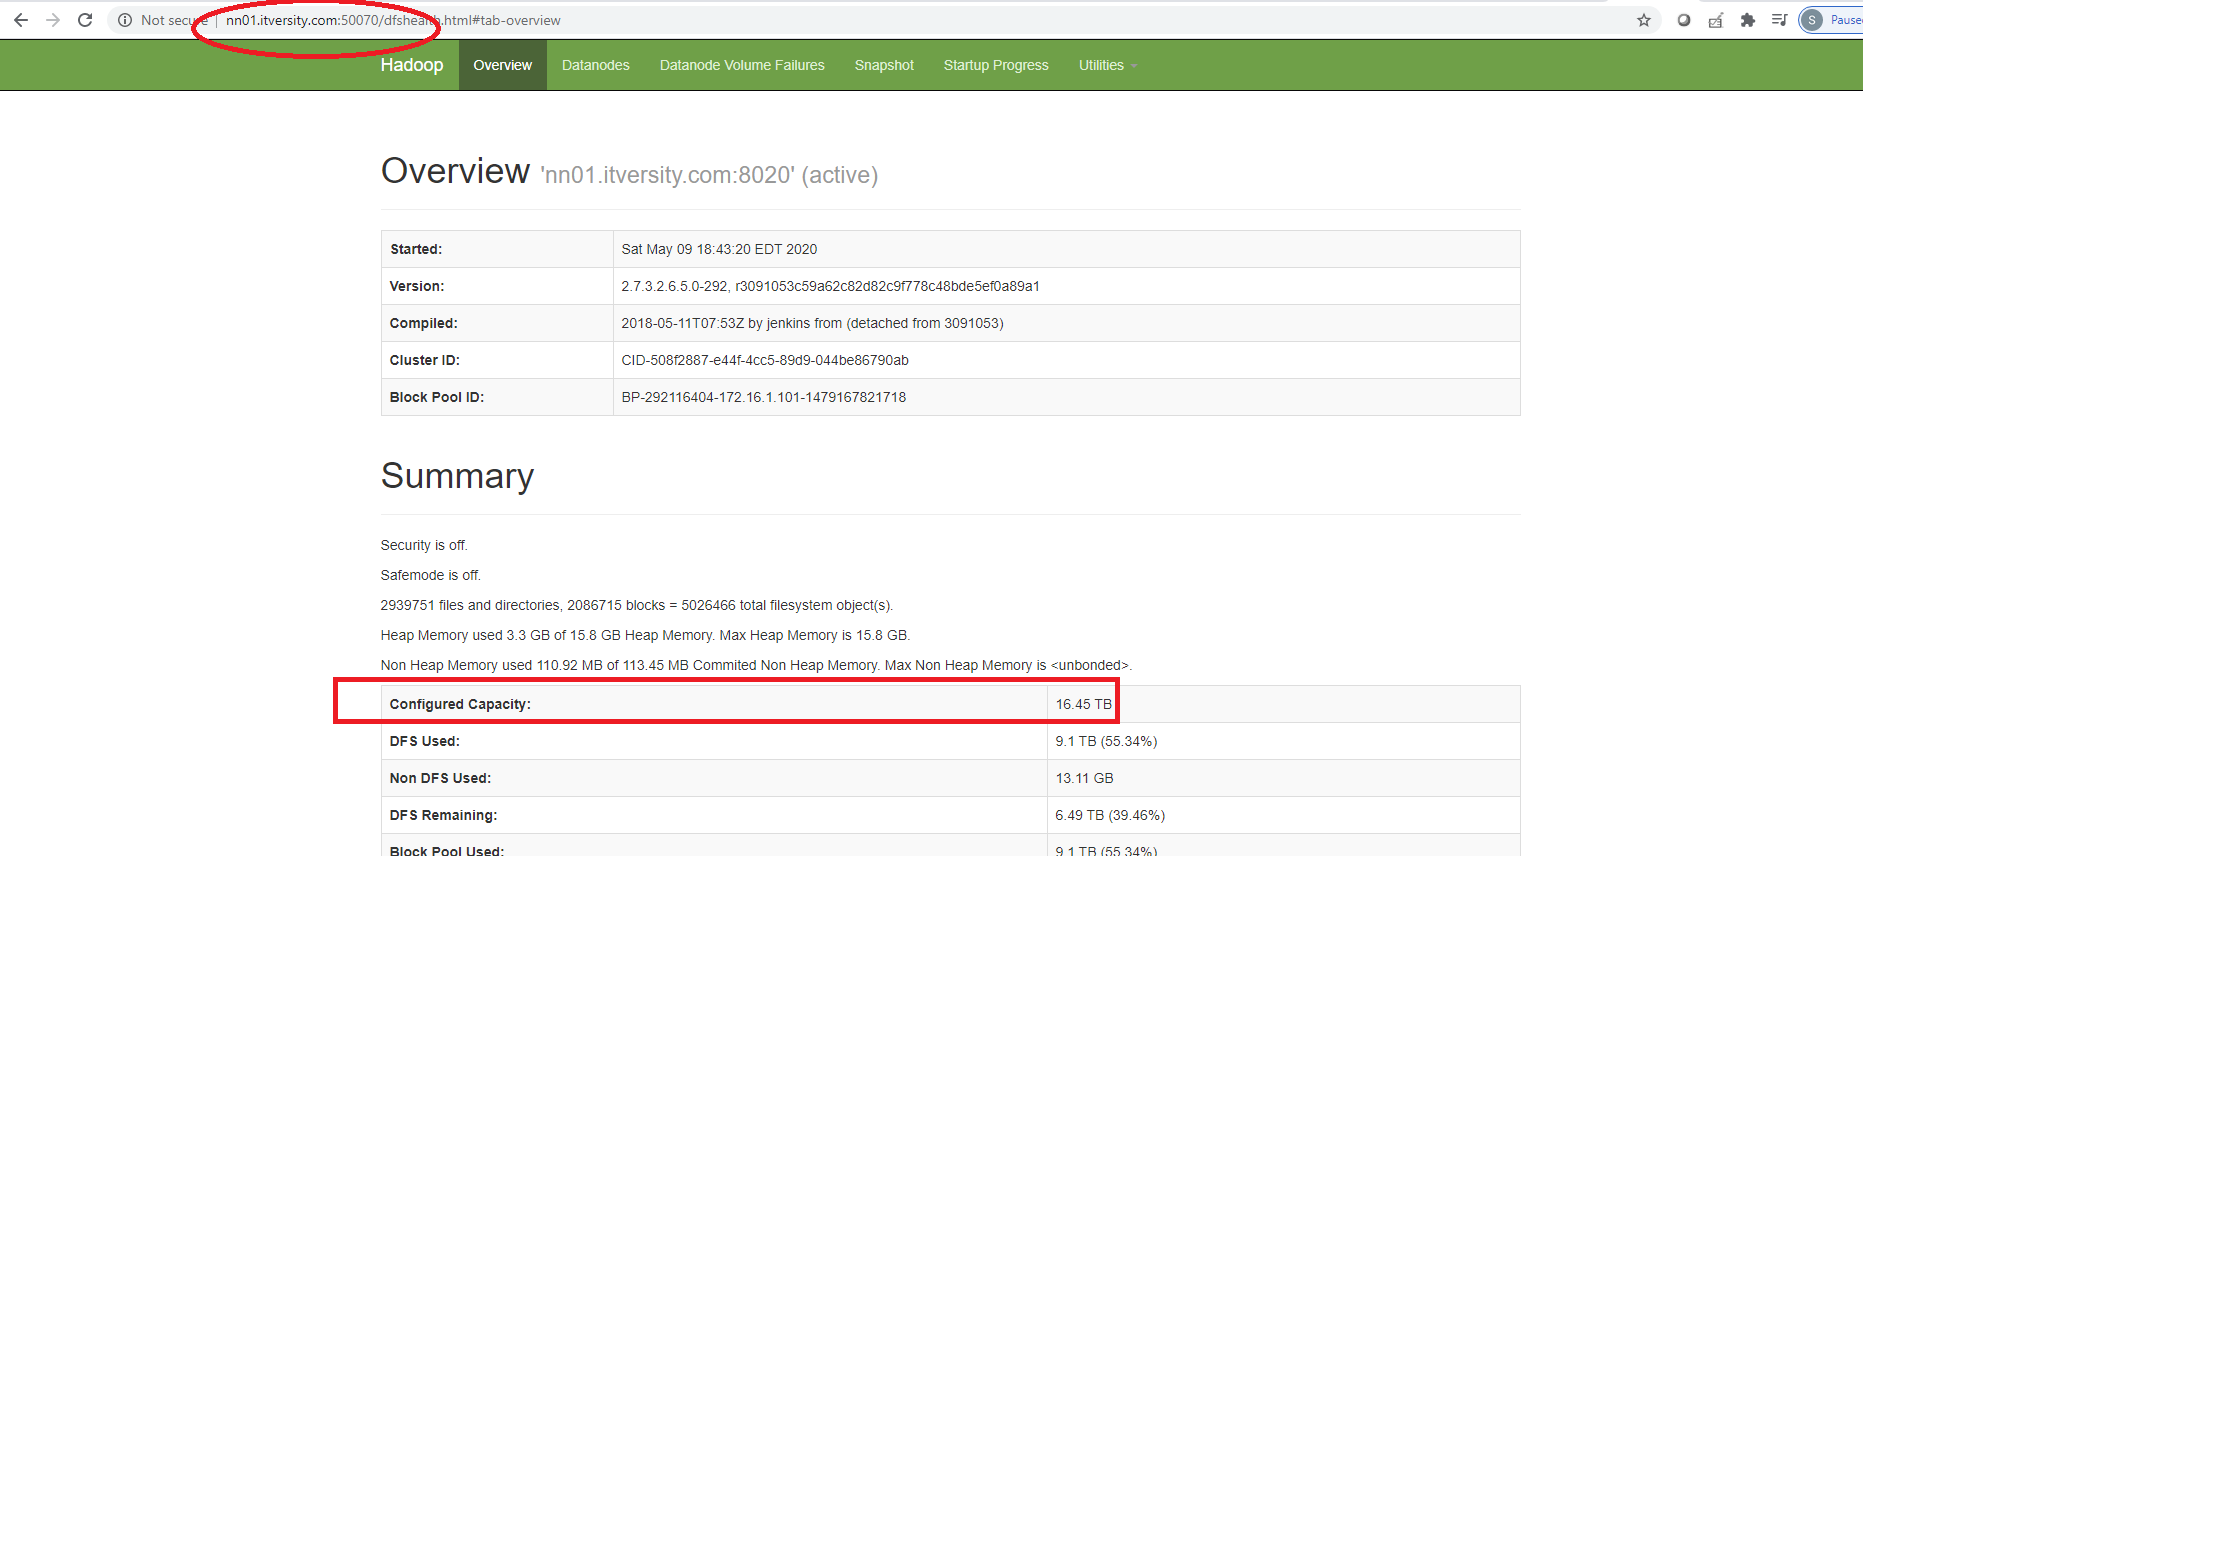 Not secure | nn01.itversity.com:50070/dfshealth.html#tab-overview S Paused
Hadoop Overview Datanodes Datanode Volume Failures Snapshot Startup Progress Utilities
Overview 'nn01.itversity.com:8020' (active)
Started: Sat May 09 18:43:20 EDT 2020
Version: 2.7.3.2.6.5.0-292, r3091053c59a62c82d82c9f778c48bde5ef0a89a1
Compiled: 2018-05-11T07:53Z by jenkins from (detached from 3091053)
Cluster ID: CID-508f2887-e44f-4cc5-89d9-044be86790ab
Block Pool ID: BP-292116404-172.16.1.101-1479167821718
Summary
Security is off.
Safemode is off.
2939751 files and directories, 2086715 blocks = 5026466 total filesystem object(s).
Heap Memory used 3.3 GB of 15.8 GB Heap Memory. Max Heap Memory is 15.8 GB.
Non Heap Memory used 110.92 MB of 113.45 MB Commited Non Heap Memory. Max Non Heap Memory is <unbonded>.
Configured Capacity: 16.45 TB
DFS Used: 9.1 TB (55.34%)
Non DFS Used: 13.11 GB
DFS Remaining: 6.49 TB (39.46%)
Block Pool Used: 9.1 TB (55.34%)